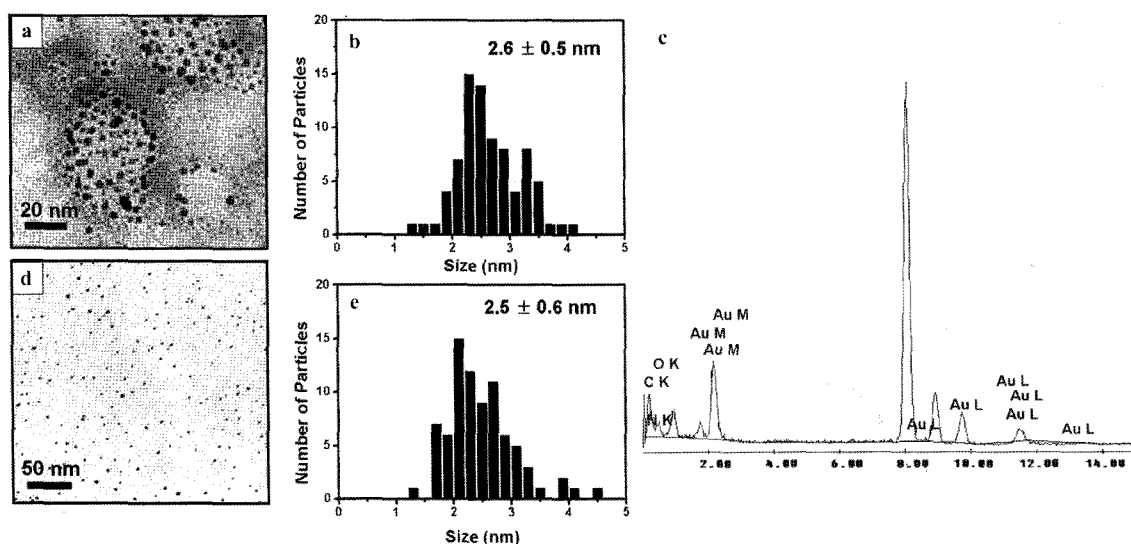 a
20 nm
b
2.6 ± 0.5 nm
Number of Particles
20
15
10
5
0
0 1 2 3 4 5
Size (nm)
c
C K
O K
N K
Au M
Au M
Au M
Au L
Au L
Au L
Au L
Au L
2.00 4.00 6.00 8.00 10.00 12.00 14.00
d
50 nm
e
2.5 ± 0.6 nm
Number of Particles
20
15
10
5
0
0 1 2 3 4 5
Size (nm)